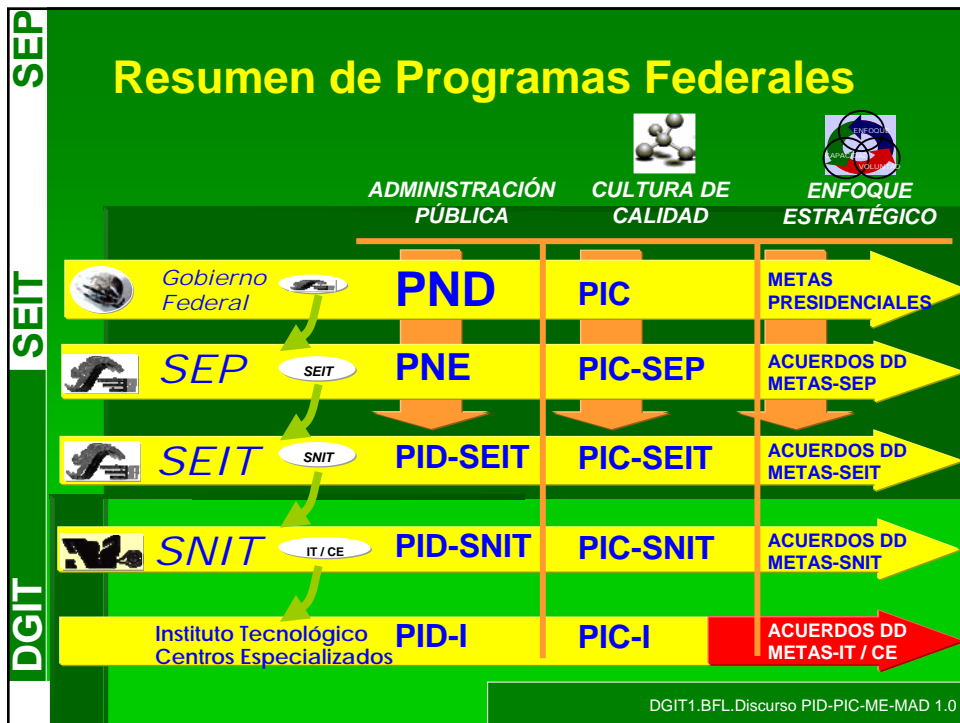 SEP
SEIT
DGIT
Resumen de Programas Federales
ENFOQUE
VOLUNTAD
ADMINISTRACIÓN
PÚBLICA
CULTURA DE
CALIDAD
ENFOQUE
ESTRATÉGICO
Gobierno
Federal
PND
PIC
METAS
PRESIDENCIALES
SEP
SEIT
PNE
PIC-SEP
ACUERDOS DD
METAS-SEP
SEIT
SNIT
PID-SEIT
PIC-SEIT
ACUERDOS DD
METAS-SEIT
SNIT
IT / CE
PID-SNIT
PIC-SNIT
ACUERDOS DD
METAS-SNIT
Instituto Tecnológico
Centros Especializados
PID-I
PIC-I
ACUERDOS DD
METAS-IT / CE
DGIT1.BFL.Discurso PID-PIC-ME-MAD 1.0